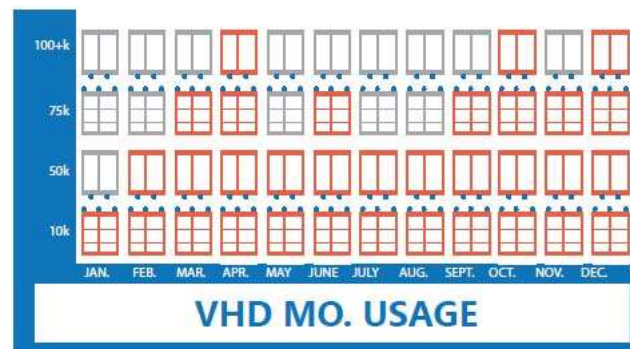 100+k
75k
50k
10k
JAN. FEB. MAR. APR. MAY JUNE JULY AUG. SEPT. OCT. NOV. DEC.
VHD MO. USAGE